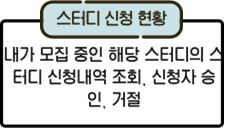 스터디 신청 현황
내가 모집 중인 해당 스터디의 스
터디 신청내역 조회, 신청자 승
인, 거절